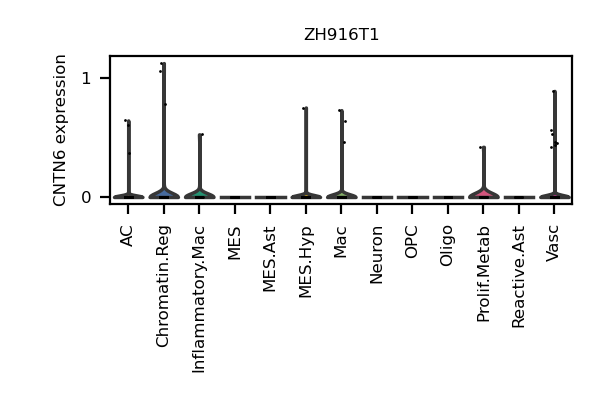 ZH916T1
CNTN6 expression
1
0
AC
Chromatin.Reg
Inflammatory.Mac
MES
MES.Ast
MES.Hyp
Mac
Neuron
OPC
Oligo
Prolif.Metab
Reactive.Ast
Vasc